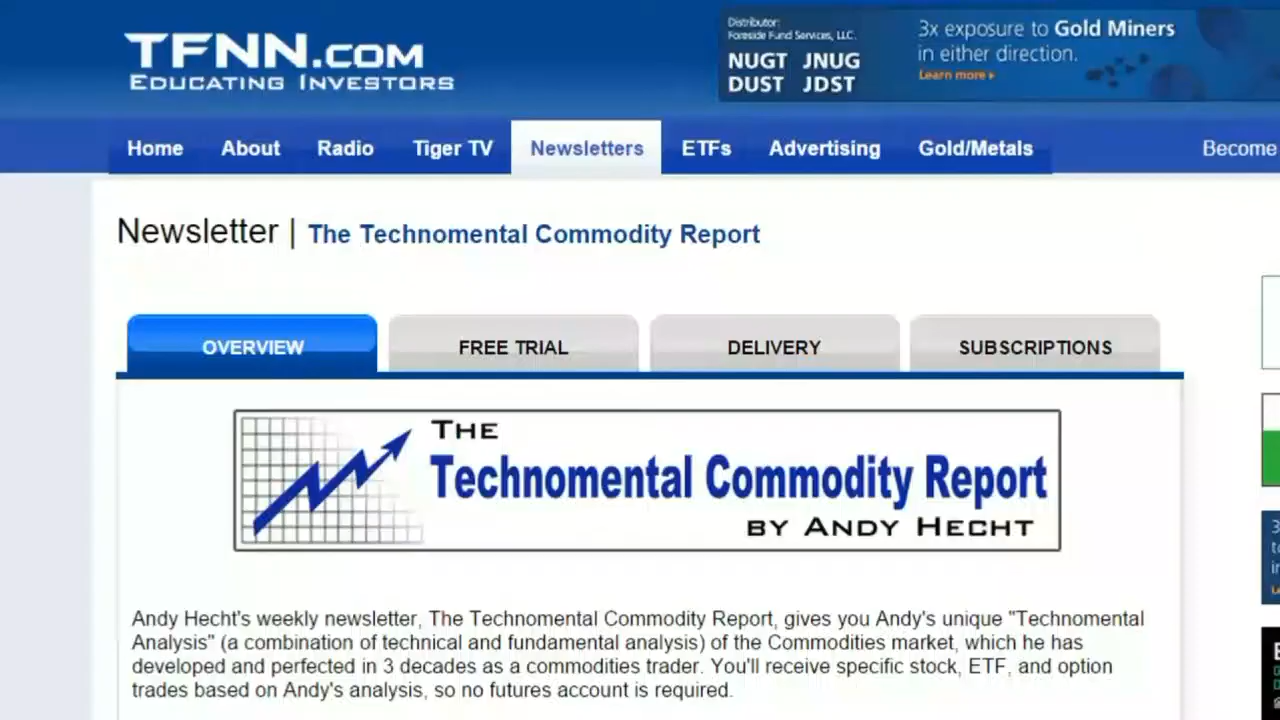 TFNN.COM
EDUCATING INVESTORS
Distributor:
Foreside Fund Services, LLC.
NUGT JNUG
DUST JDST
3x exposure to Gold Miners
in either direction.
Learn more
Home About Radio Tiger TV Newsletters ETFs Advertising Gold/Metals Become
Newsletter | The Technomental Commodity Report
OVERVIEW FREE TRIAL DELIVERY SUBSCRIPTIONS
THE
Technomental Commodity Report
BY ANDY HECHT
Andy Hecht's weekly newsletter, The Technomental Commodity Report, gives you Andy's unique "Technomental
Analysis" (a combination of technical and fundamental analysis) of the Commodities market, which he has
developed and perfected in 3 decades as a commodities trader. You'll receive specific stock, ETF, and option
trades based on Andy's analysis, so no futures account is required.